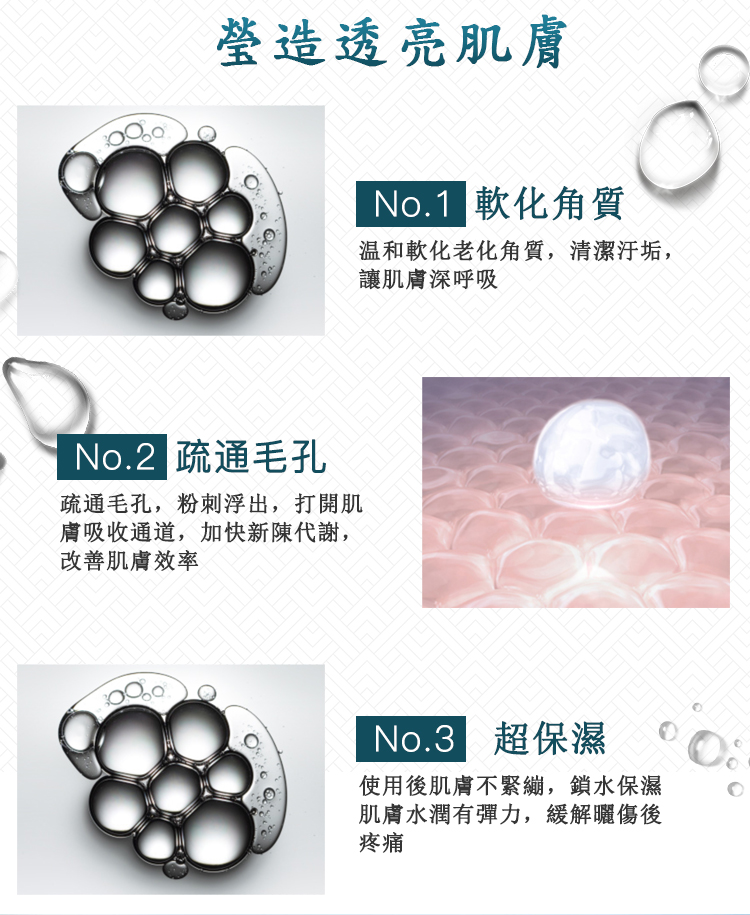 瑩造透亮肌膚
No.1 軟化角質
温和軟化老化角質，清潔汙垢，
讓肌膚深呼吸
No.2 疏通毛孔
疏通毛孔，粉刺浮出，打開肌
膚吸收通道，加快新陳代謝，
改善肌膚效率
No.3 超保濕
使用後肌膚不緊繃，鎖水保濕
肌膚水潤有彈力，緩解曬傷後
疼痛